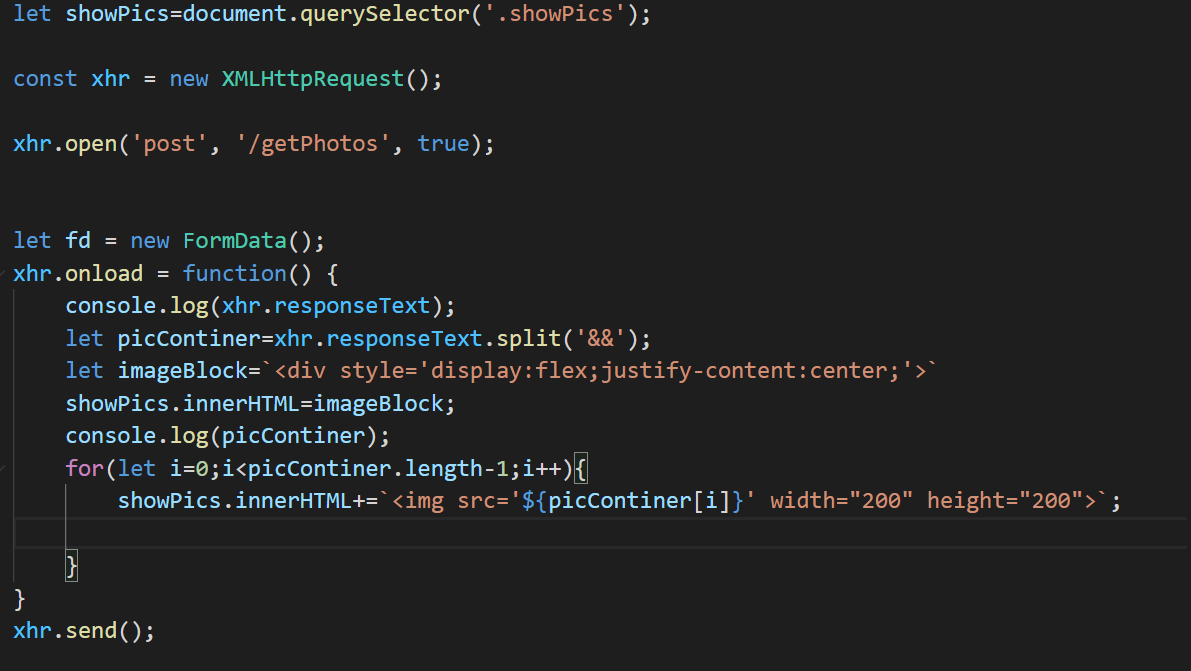 let showPics=document.querySelector('.showPics');
const xhr = new XMLHttpRequest();
xhr.open('post', '/getPhotos', true);
let fd = new FormData();
xhr.onload = function() {
    console.log(xhr.responseText);
    let picContiner=xhr.responseText.split('&&');
    let imageBlock=`<div style='display:flex;justify-content:center;'>`
    showPics.innerHTML=imageBlock;
    console.log(picContiner);
    for(let i=0;i<picContiner.length-1;i++){
        showPics.innerHTML+=`<img src='${picContiner[i]}' width="200" height="200">`;
    }
}
xhr.send();